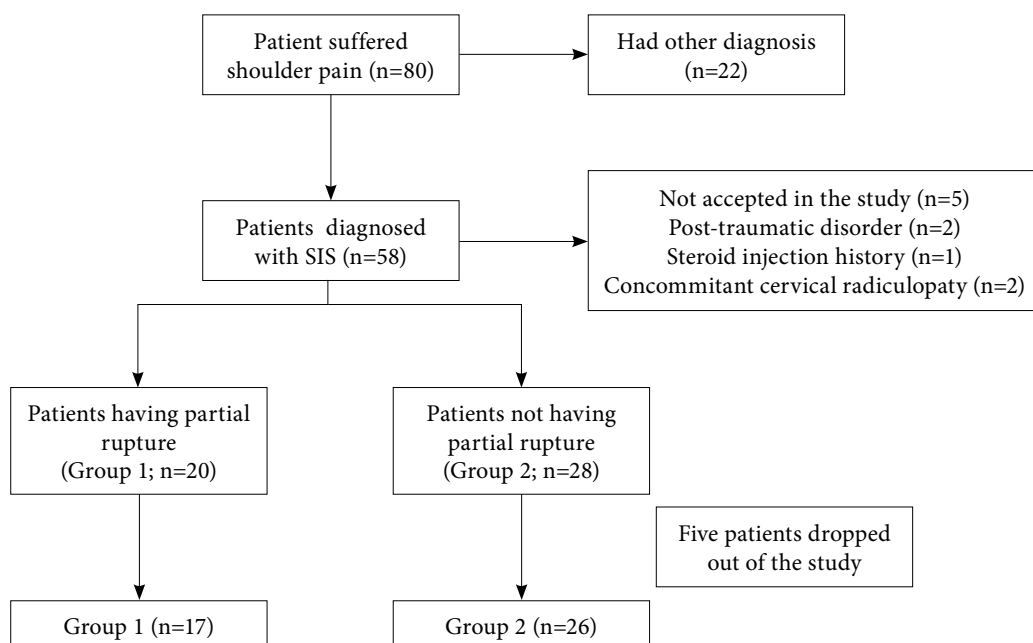 Patient suffered
shoulder pain (n=80)
Had other diagnosis
(n=22)
Patients diagnosed
with SIS (n=58)
Not accepted in the study (n=5)
Post-traumatic disorder (n=2)
Steroid injection history (n=1)
Concommitant cervical radiculopaty (n=2)
Patients having partial
rupture
(Group 1; n=20)
Patients not having
partial rupture
(Group 2; n=28)
Five patients dropped
out of the study
Group 1 (n=17)
Group 2 (n=26)